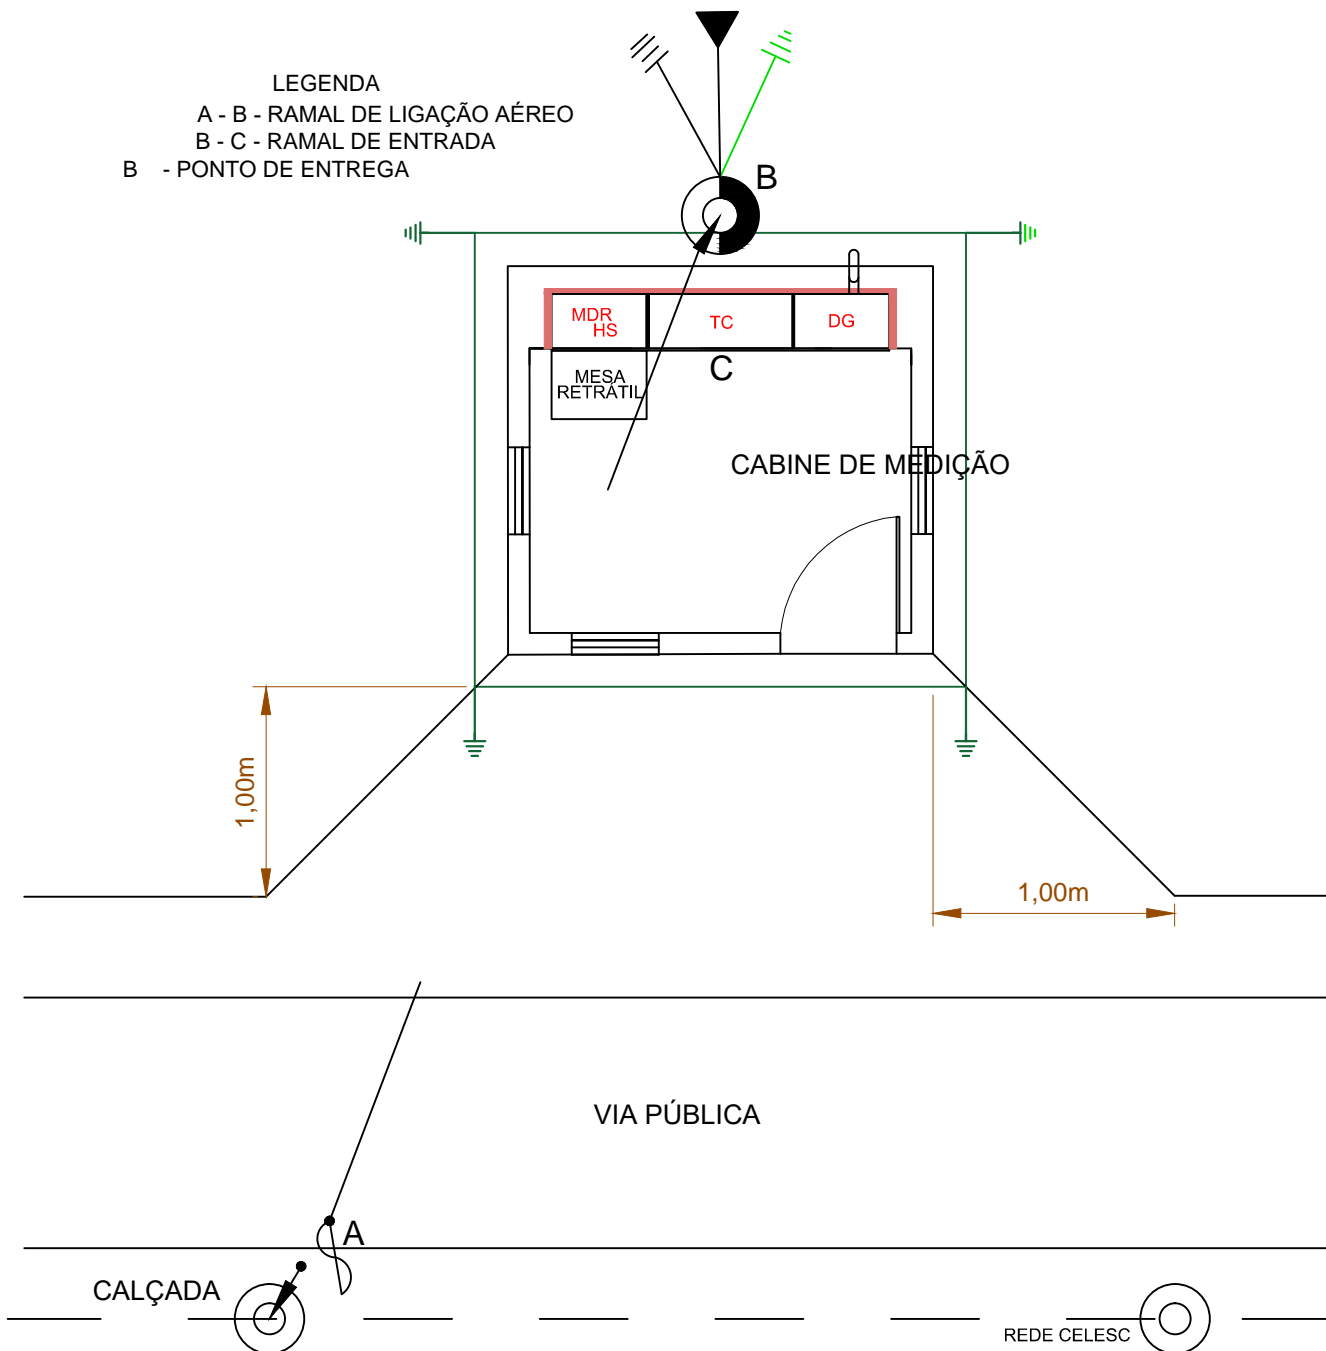 LEGENDA
A - B - RAMAL DE LIGAÇÃO AÉREO
B - C - RAMAL DE ENTRADA
B - PONTO DE ENTREGA
B
MDR
HS
TC
DG
C
MESA
RETRÁTIL
CABINE DE MEDIÇÃO
1,00m
1,00m
VIA PÚBLICA
A
CALÇADA
REDE CELESC